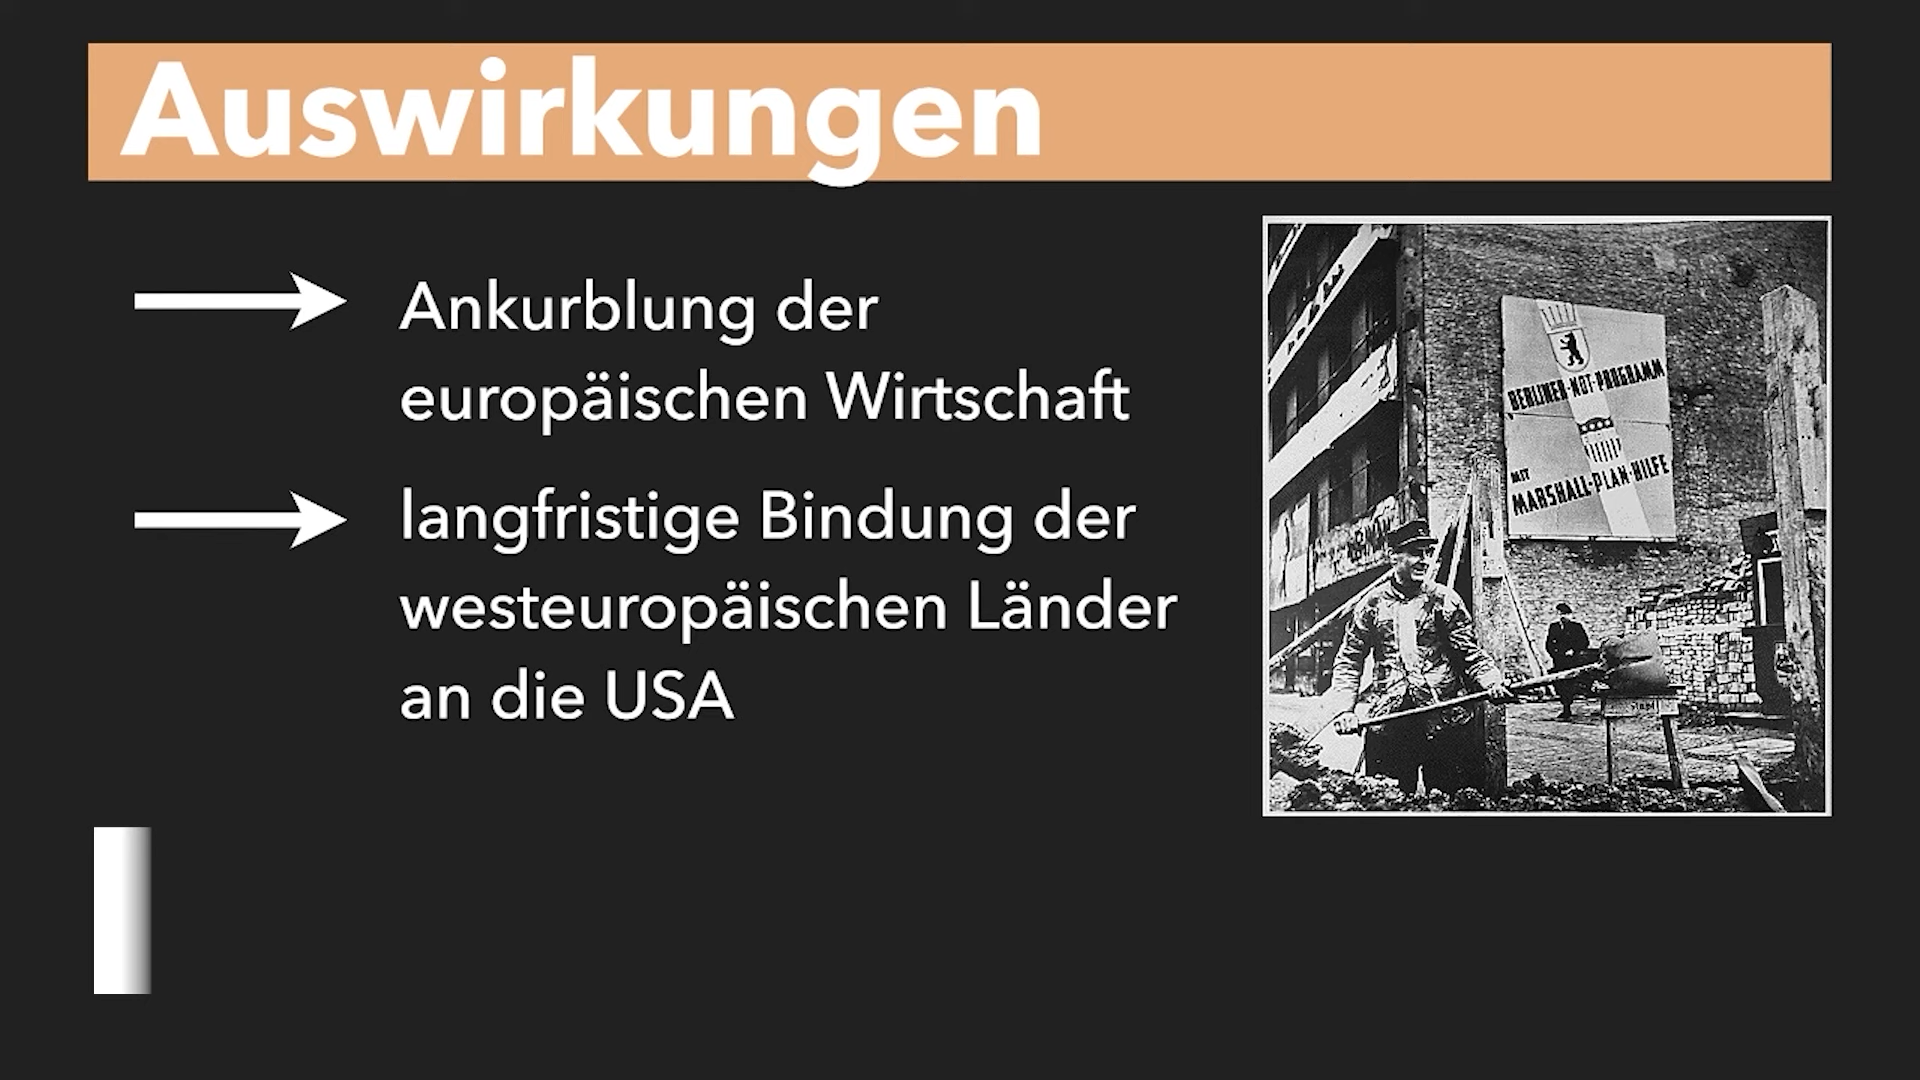 Auswirkungen
Ankurblung der
europäischen Wirtschaft
langfristige Bindung der
westeuropäischen Länder
an die USA
BERLINER-NOT-PROGRAMM
MIT
MARSHALL-PLAN-HILFE